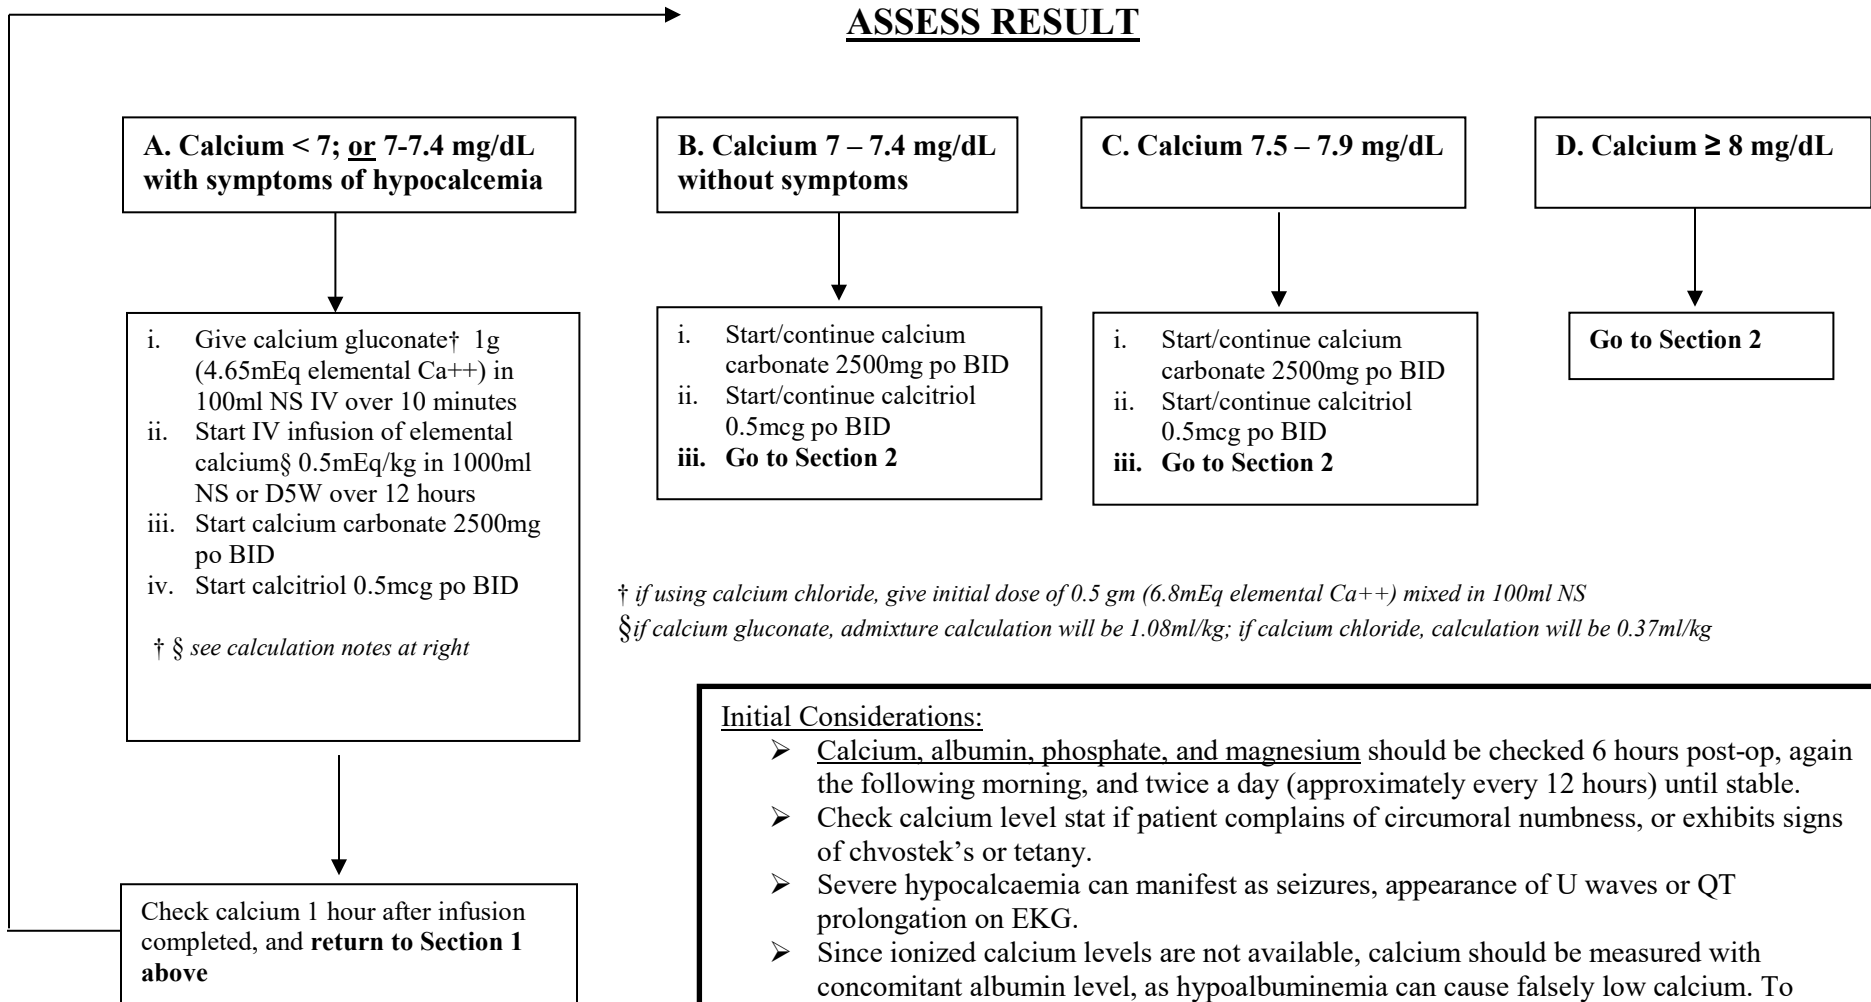 ASSESS RESULT
A. Calcium < 7; or 7-7.4 mg/dL
with symptoms of hypocalcemia
B. Calcium 7 – 7.4 mg/dL
without symptoms
C. Calcium 7.5 – 7.9 mg/dL
D. Calcium ≥ 8 mg/dL
i. Give calcium gluconate† 1g
(4.65mEq elemental Ca++) in
100ml NS IV over 10 minutes
ii. Start IV infusion of elemental
calcium§ 0.5mEq/kg in 1000ml
NS or D5W over 12 hours
iii. Start calcium carbonate 2500mg
po BID
iv. Start calcitriol 0.5mcg po BID
† § see calculation notes at right
i. Start/continue calcium
carbonate 2500mg po BID
ii. Start/continue calcitriol
0.5mcg po BID
iii. Go to Section 2
i. Start/continue calcium
carbonate 2500mg po BID
ii. Start/continue calcitriol
0.5mcg po BID
iii. Go to Section 2
Go to Section 2
† if using calcium chloride, give initial dose of 0.5 gm (6.8mEq elemental Ca++) mixed in 100ml NS
§if calcium gluconate, admixture calculation will be 1.08ml/kg; if calcium chloride, calculation will be 0.37ml/kg
Check calcium 1 hour after infusion
completed, and return to Section 1
above
Initial Considerations:
➢ Calcium, albumin, phosphate, and magnesium should be checked 6 hours post-op, again
the following morning, and twice a day (approximately every 12 hours) until stable.
➢ Check calcium level stat if patient complains of circumoral numbness, or exhibits signs
of chvostek's or tetany.
➢ Severe hypocalcaemia can manifest as seizures, appearance of U waves or QT
prolongation on EKG.
➢ Since ionized calcium levels are not available, calcium should be measured with
concomitant albumin level, as hypoalbuminemia can cause falsely low calcium. To